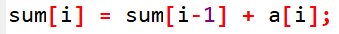 sum[i] = sum[i-1] + a[i];